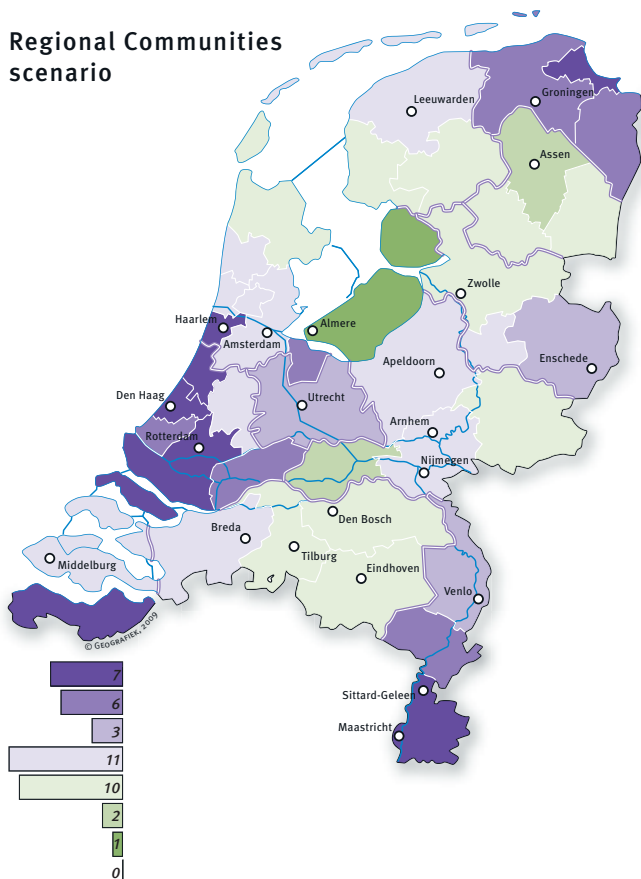 Regional Communities
scenario
Leeuwarden
Groningen
Assen
Zwolle
Haarlem
Almere
Amsterdam
Enschede
Apeldoorn
Den Haag
Utrecht
Arnhem
Rotterdam
Nijmegen
Den Bosch
Breda
Tilburg
Middelburg
Eindhoven
Venlo
© Geografiek, 2009
7
Sittard-Geleen
6
Maastricht
3
11
10
2
1
0